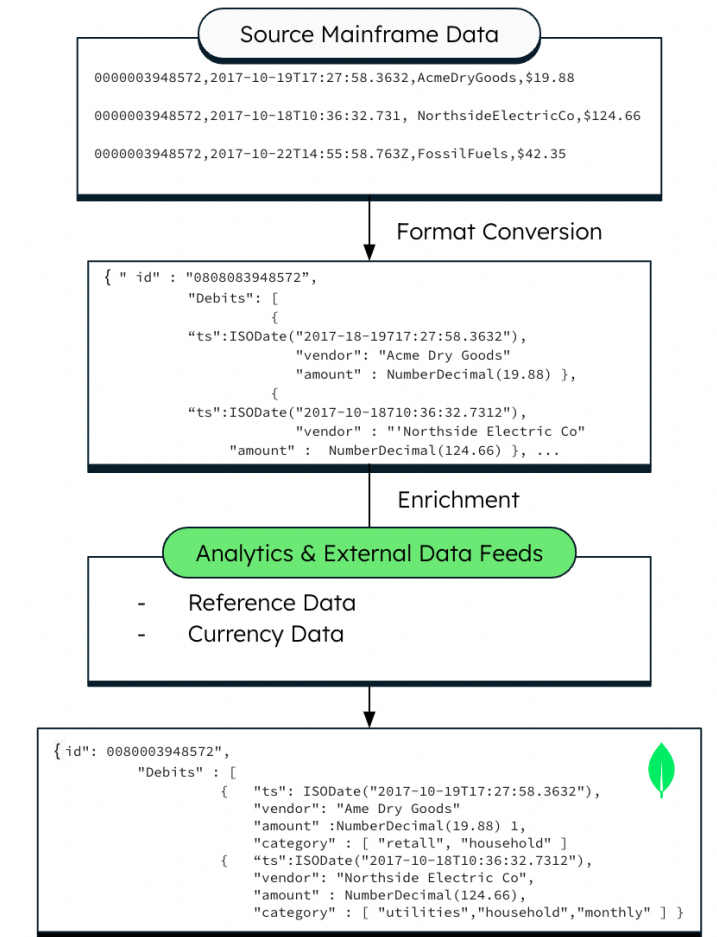 Source Mainframe Data
0000003948572,2017-10-19T17:27:58.3632,AcmeDryGoods,$19.88
0000003948572,2017-10-18T10:36:32.731, NorthsideElectricCo,$124.66
0000003948572,2017-10-22T14:55:58.763Z,FossilFuels,$42.35
Format Conversion
{ " id" : "0808083948572”,
"Debits": [
{
“ts":ISODate("2017-18-19717:27:58.3632"),
"vendor": "Acme Dry Goods"
"amount" : NumberDecimal(19.88) },
{
“ts":ISODate("2017-10-18710:36:32.7312"),
"vendor" : "'Northside Electric Co"
"amount" :  NumberDecimal(124.66) }, ...
Enrichment
Analytics & External Data Feeds
- Reference Data
- Currency Data
{ id": 0080003948572",
"Debits" : [
{ "ts": ISODate("2017-10-19T17:27:58.3632"),
"vendor": "Ame Dry Goods"
"amount" :NumberDecimal(19.88) 1,
"category" : [ "retall", "household" ]
{ “ts":ISODate("2017-10-18T10:36:32.7312"),
"vendor": "Northside Electric Co",
"amount" : NumberDecimal(124.66),
"category" : [ "utilities","household","monthly" ] }